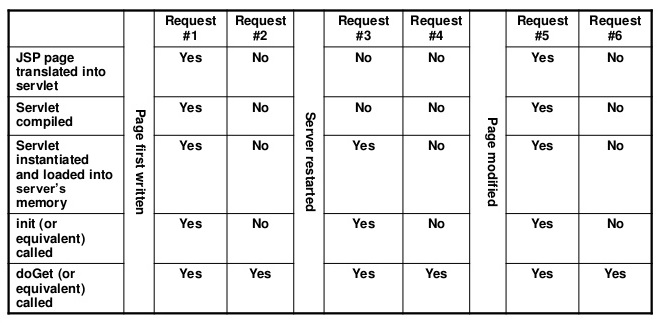 Request Request Request Request Request Request
#1 #2 #3 #4 #5 #6
JSP page Yes No No No Yes No
translated into
servlet
Servlet Yes No No No Yes No
compiled
Servlet Yes No Yes No Yes No
instantiated
and loaded into
server's
memory
init (or Yes No Yes No Yes No
equivalent)
called
doGet (or Yes Yes Yes Yes Yes Yes
equivalent)
called
Page first written
Server restarted
Page modified